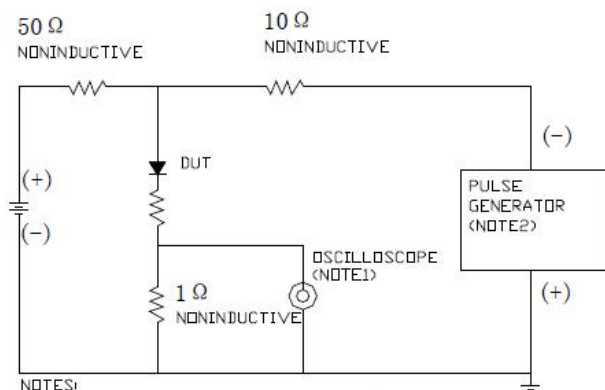 50 Ω
NONINDUCTIVE
10 Ω
NONINDUCTIVE
(+)
(−)
DUT
1 Ω
NONINDUCTIVE
OSCILLOSCOPE
(NOTE1)
(−)
PULSE
GENERATOR
(NOTE2)
(+)
NOTES: